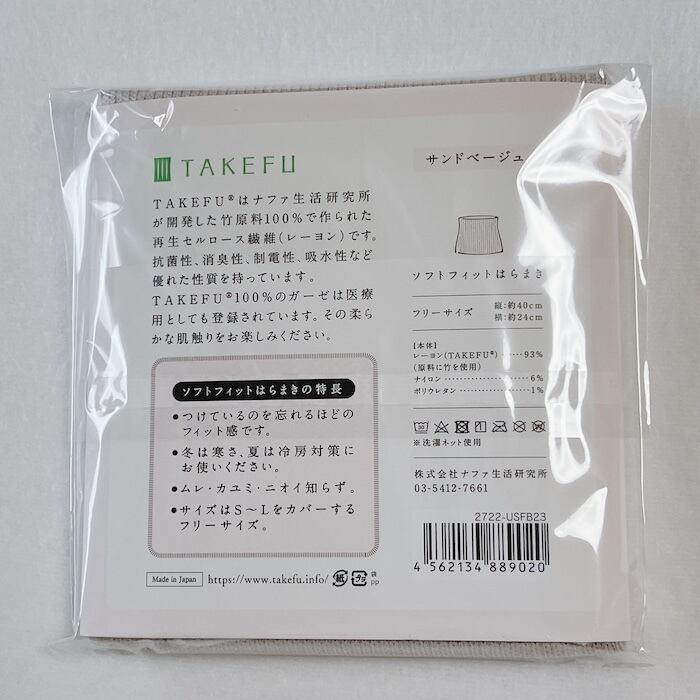 TAKEFU
TAKEFU®はナファ生活研究所
が開発した竹原料100%で作られた
再生セルロース繊維(レーヨン)です。
抗菌性、消臭性、制電性、吸水性など
優れた性質を持っています。
TAKEFU®100%のガーゼは医療
用としても登録されています。その柔ら
かな肌触りをお楽しみください。
ソフトフィットはらまきの特長
●つけているのを忘れるほどの
フィット感です。
●冬は寒さ、夏は冷房対策に
お使いください。
●ムレ・カユミ・ニオイ知らず。
●サイズはS〜Lをカバーする
フリーサイズ。
Made in Japan https://www.takefu.info/ 紙 プラ 袋 PP
サンドベージュ
ソフトフィットはらまき
フリーサイズ 縦:約40cm
横:約24cm
【本体】
レーヨン(TAKEFU®)……93%
(原料に竹を使用)
ナイロン………………6%
ポリウレタン……………1%
※洗濯ネット使用
株式会社ナファ生活研究所
03-5412-7661
2722-USFB23
4 562134 889020